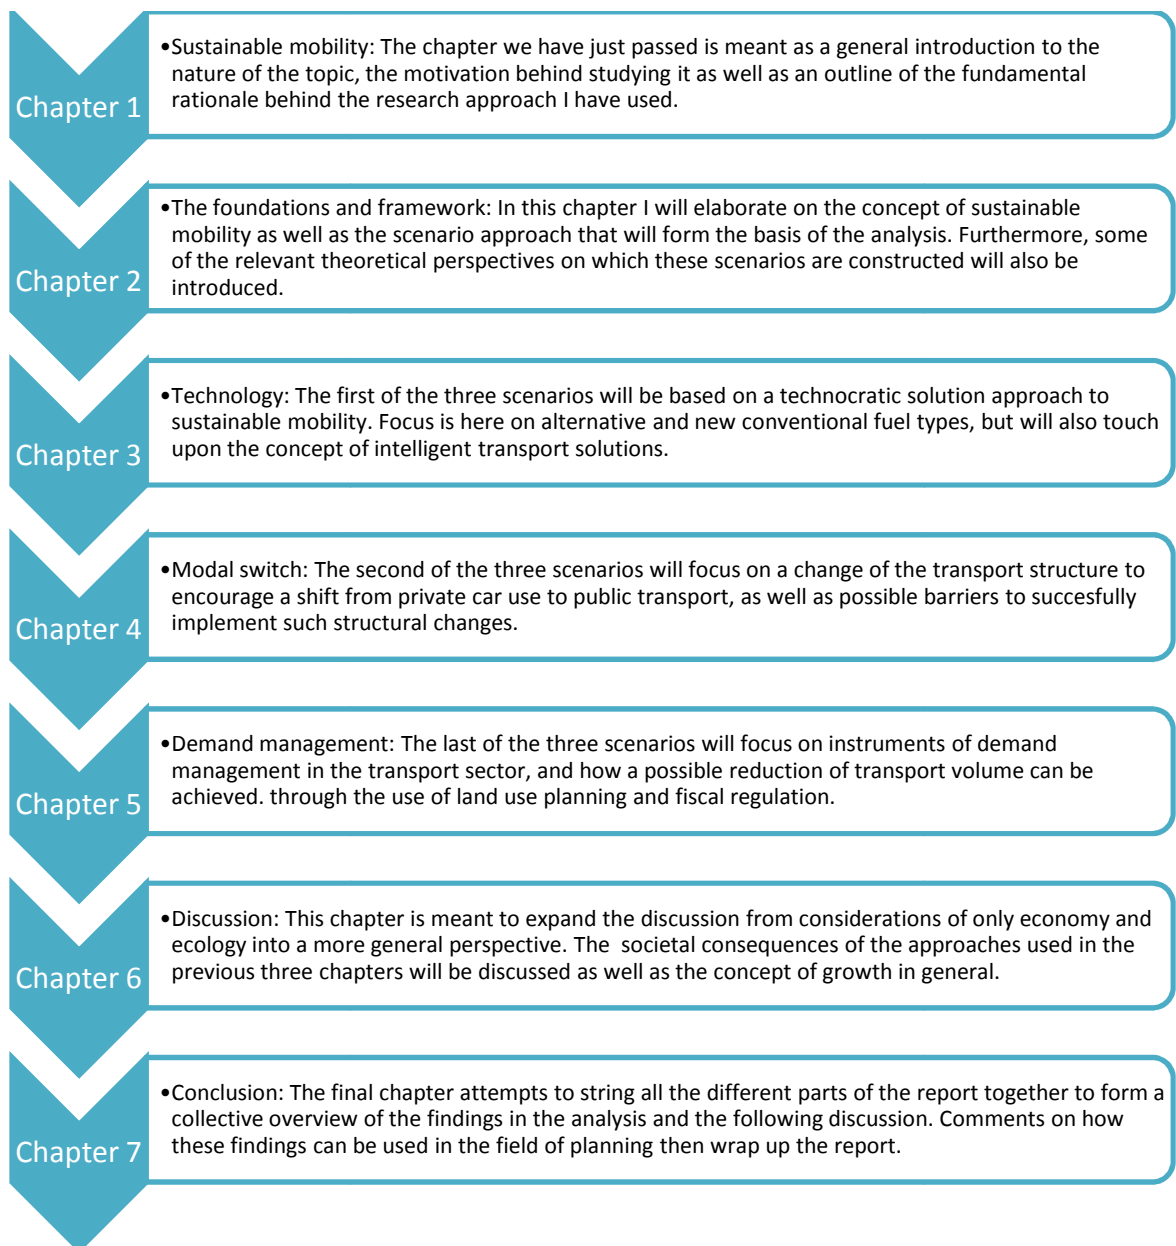 Chapter 1
•Sustainable mobility: The chapter we have just passed is meant as a general introduction to the
nature of the topic, the motivation behind studying it as well as an outline of the fundamental
rationale behind the research approach I have used.
Chapter 2
•The foundations and framework: In this chapter I will elaborate on the concept of sustainable
mobility as well as the scenario approach that will form the basis of the analysis. Furthermore, some
of the relevant theoretical perspectives on which these scenarios are constructed will also be
introduced.
Chapter 3
•Technology: The first of the three scenarios will be based on a technocratic solution approach to
sustainable mobility. Focus is here on alternative and new conventional fuel types, but will also touch
upon the concept of intelligent transport solutions.
Chapter 4
•Modal switch: The second of the three scenarios will focus on a change of the transport structure to
encourage a shift from private car use to public transport, as well as possible barriers to succesfully
implement such structural changes.
Chapter 5
•Demand management: The last of the three scenarios will focus on instruments of demand
management in the transport sector, and how a possible reduction of transport volume can be
achieved. through the use of land use planning and fiscal regulation.
Chapter 6
•Discussion: This chapter is meant to expand the discussion from considerations of only economy and
ecology into a more general perspective. The  societal consequences of the approaches used in the
previous three chapters will be discussed as well as the concept of growth in general.
Chapter 7
•Conclusion: The final chapter attempts to string all the different parts of the report together to form a
collective overview of the findings in the analysis and the following discussion. Comments on how
these findings can be used in the field of planning then wrap up the report.